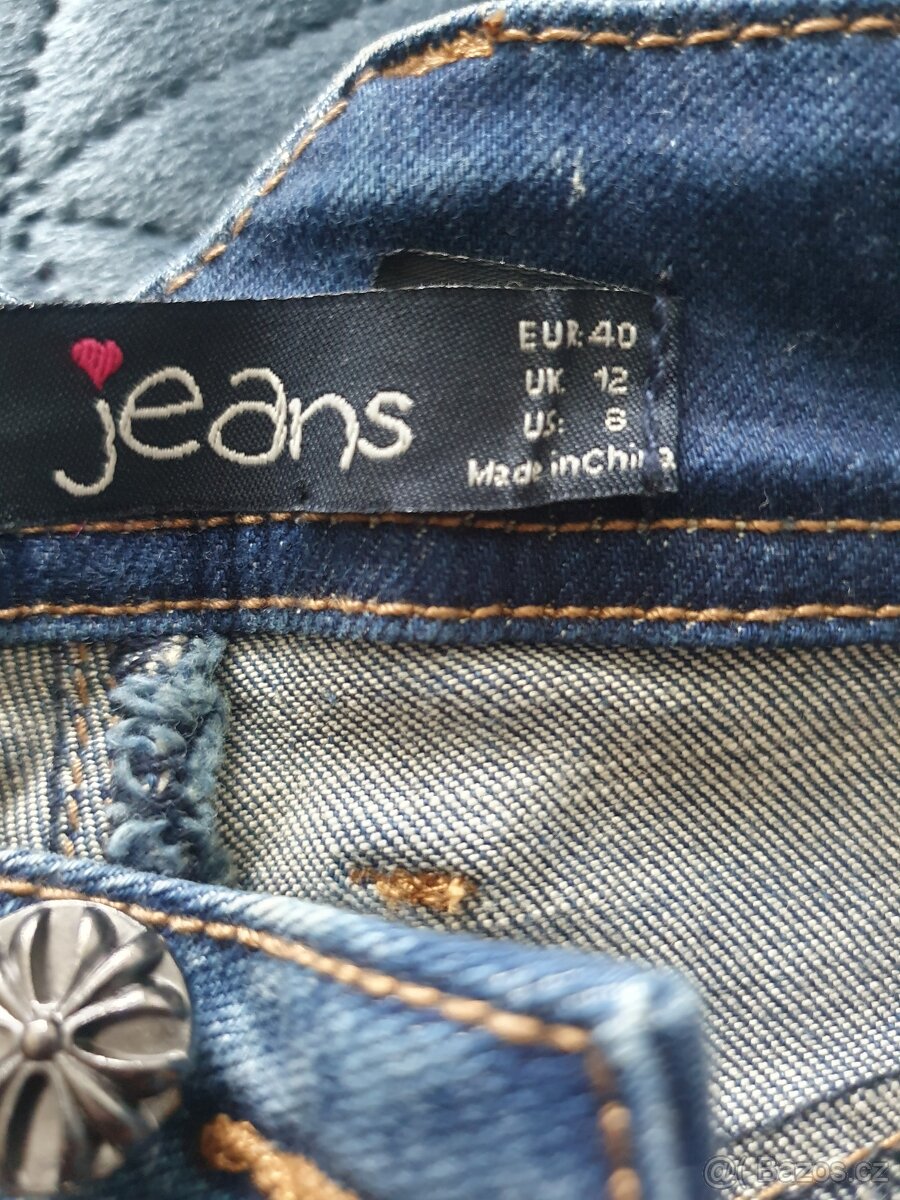 jeans
EUR: 40
UK 12
US: 8
Made in China
@ Bazos.cz